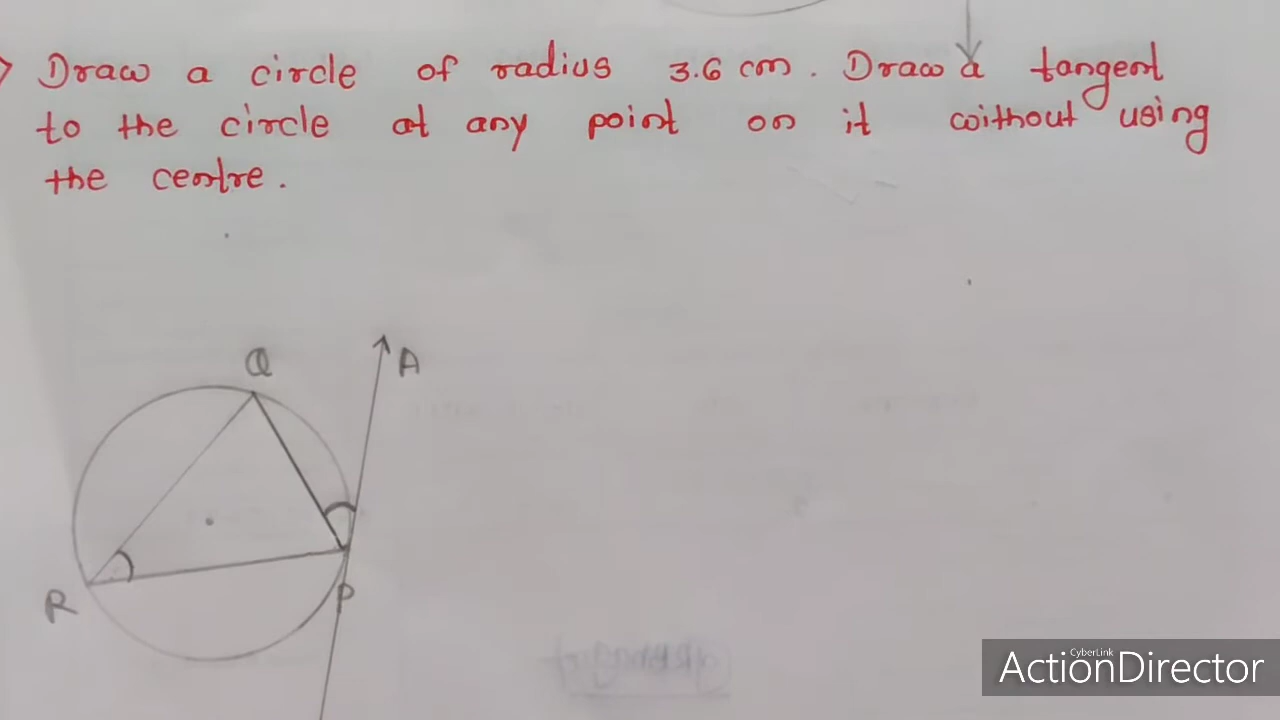 Draw a circle of radius 3.6 cm. Draw a tangent
to the circle at any point on it without using
the centre.
Q
A
R
P
CyberLink
ActionDirector